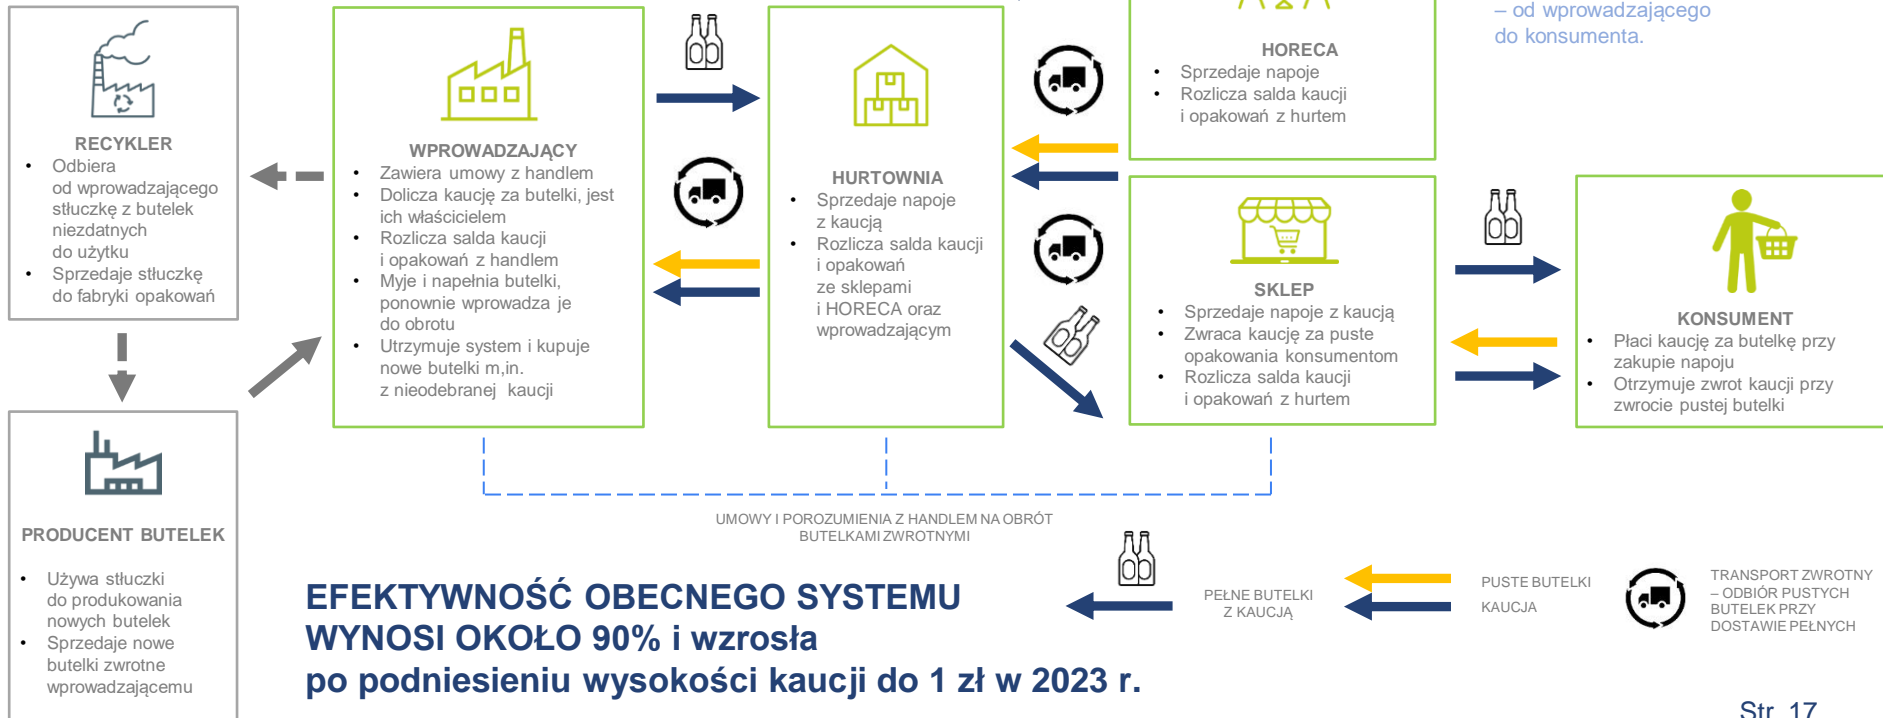 – od wprowadzającego
do konsumenta.
RECYKLER
• Odbiera
od wprowadzającego
stłuczkę z butelek
niezdatnych
do użytku
• Sprzedaje stłuczkę
do fabryki opakowań
WPROWADZAJĄCY
• Zawiera umowy z handlem
• Dolicza kaucję za butelki, jest
ich właścicielem
• Rozlicza salda kaucji
i opakowań z handlem
• Myje i napełnia butelki,
ponownie wprowadza je
do obrotu
• Utrzymuje system i kupuje
nowe butelki m,in.
z nieodebranej kaucji
HURTOWNIA
• Sprzedaje napoje
z kaucją
• Rozlicza salda kaucji
i opakowań
ze sklepami
i HORECA oraz
wprowadzającym
HORECA
• Sprzedaje napoje
• Rozlicza salda kaucji
i opakowań z hurtem
SKLEP
• Sprzedaje napoje z kaucją
• Zwraca kaucję za puste
opakowania konsumentom
• Rozlicza salda kaucji
i opakowań z hurtem
KONSUMENT
• Płaci kaucję za butelkę przy
zakupie napoju
• Otrzymuje zwrot kaucji przy
zwrocie pustej butelki
PRODUCENT BUTELEK
• Używa stłuczki
do produkowania
nowych butelek
• Sprzedaje nowe
butelki zwrotne
wprowadzającemu
UMOWY I POROZUMIENIA Z HANDLEM NA OBRÓT
BUTELKAMI ZWROTNYMI
EFEKTYWNOŚĆ OBECNEGO SYSTEMU
WYNOSI OKOŁO 90% i wzrosła
po podniesieniu wysokości kaucji do 1 zł w 2023 r.
PEŁNE BUTELKI
Z KAUCJĄ
PUSTE BUTELKI
KAUCJA
TRANSPORT ZWROTNY
– ODBIÓR PUSTYCH
BUTELEK PRZY
DOSTAWIE PEŁNYCH
Str. 17